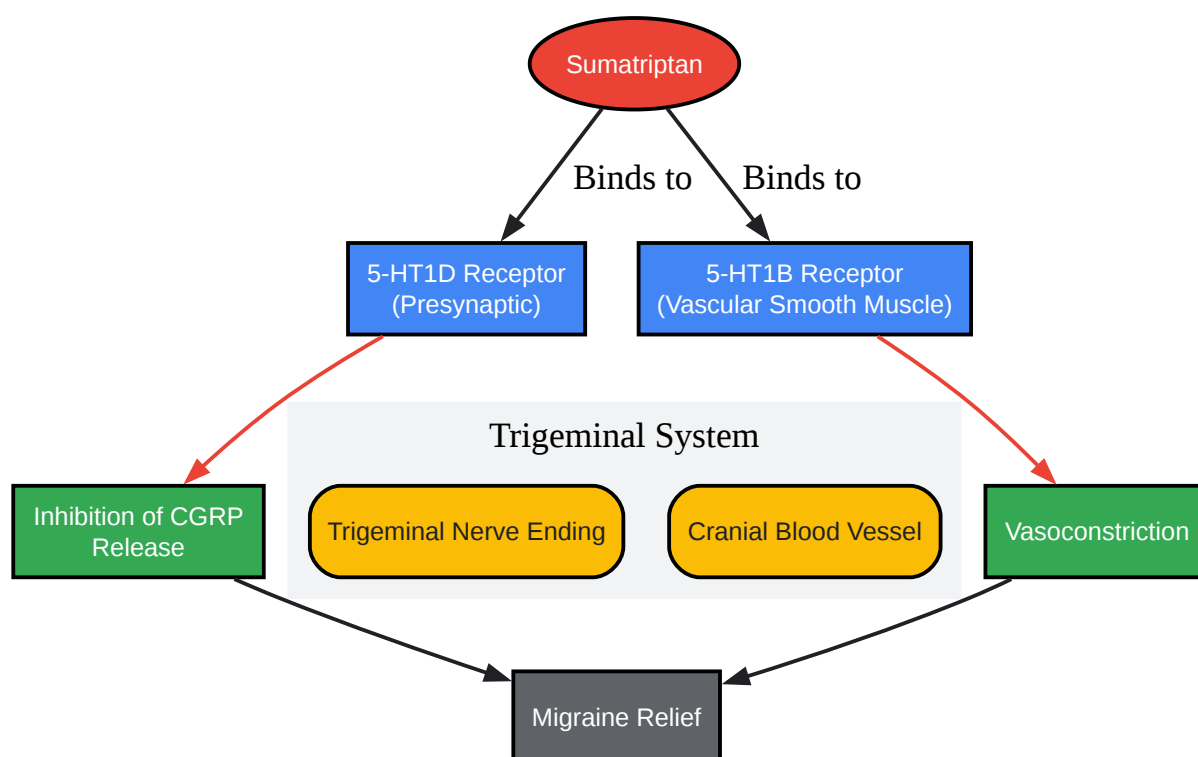 Sumatriptan
Binds to
Binds to
5-HT1D Receptor
(Presynaptic)
5-HT1B Receptor
(Vascular Smooth Muscle)
Trigeminal System
Inhibition of CGRP
Release
Trigeminal Nerve Ending
Cranial Blood Vessel
Vasoconstriction
Migraine Relief